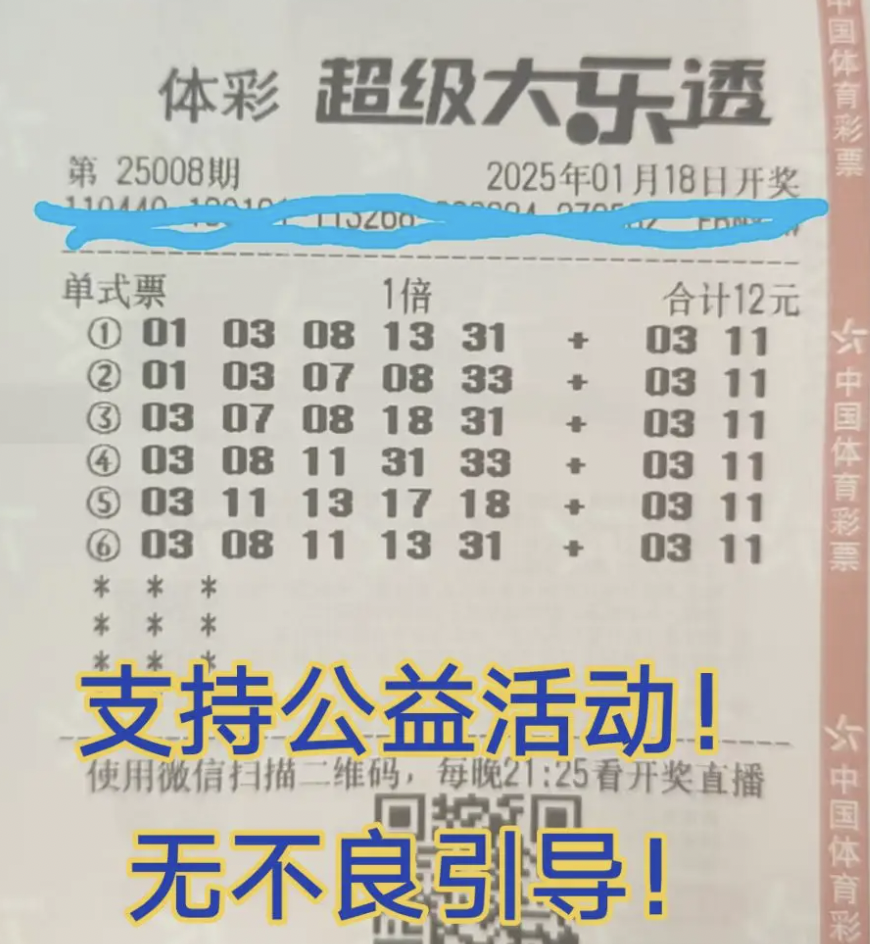 体彩 超级大乐透
第 25008期 2025年01月18日开奖
单式票 1倍 合计12元
① 01 03 08 13 31 + 03 11
② 01 03 07 08 33 + 03 11
③ 03 07 08 18 31 + 03 11
④ 03 08 11 31 33 + 03 11
⑤ 03 11 13 17 18 + 03 11
⑥ 03 08 11 13 31 + 03 11
* * *
* * *
* * *
支持公益活动!
使用微信扫描二维码，每晚21:25看开奖直播
无不良引导!
中国体育彩票
中国体育彩票
中国体育彩